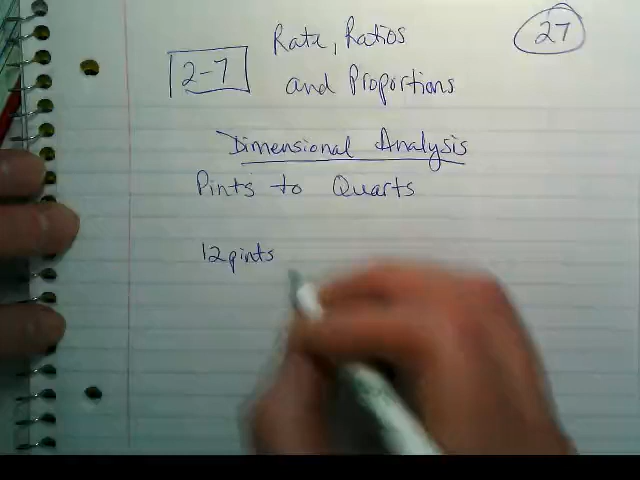 27
Rate, Ratios
2-7
and Proportions
Dimensional Analysis
Pints to Quarts
12pints